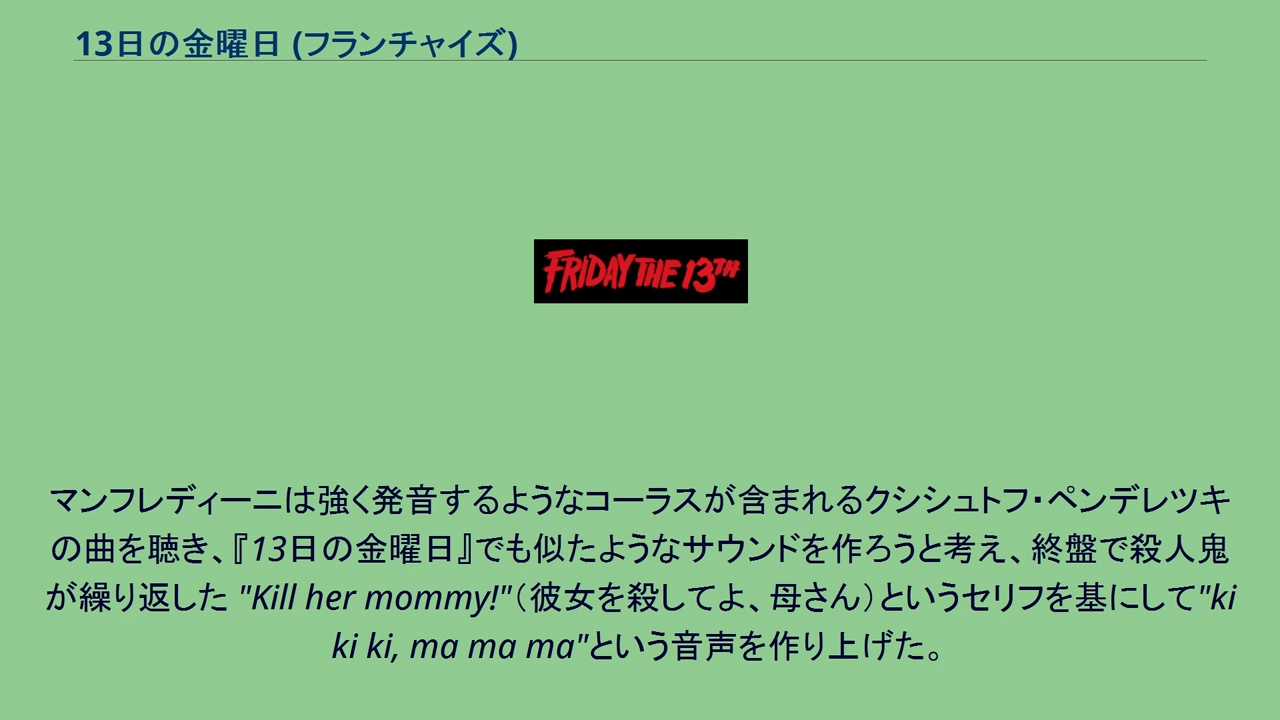 13日の金曜日 (フランチャイズ)
FRIDAY THE 13TH
マンフレディーニは強く発音するようなコーラスが含まれるクシシュトフ・ペンデレツキ
の曲を聴き、『13日の金曜日』でも似たようなサウンドを作ろうと考え、終盤で殺人鬼
が繰り返した "Kill her mommy!"（彼女を殺してよ、母さん）というセリフを基にして"ki
ki ki, ma ma ma"という音声を作り上げた。